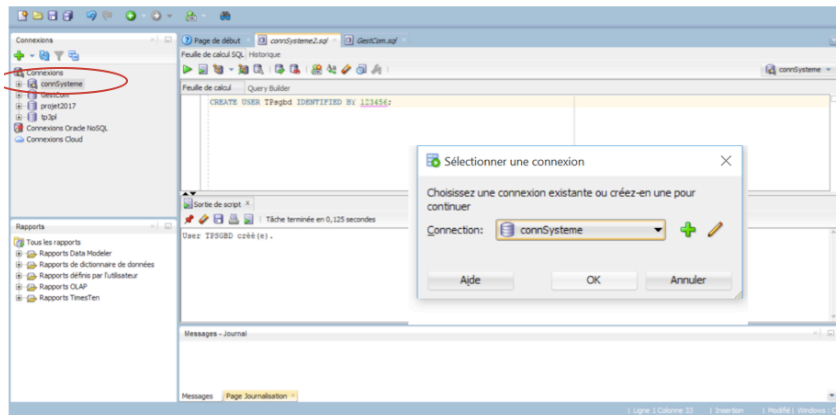 Connexions
Connexions
connSysteme
GestCom
projet2017
tp3pl
Connexions Oracle NoSQL
Connexions Cloud
Rapports
Tous les rapports
Rapports Data Modeler
Rapports de dictionnaire de données
Rapports définis par l'utilisateur
Rapports OLAP
Rapports TimesTen
Page de début
connSysteme2.sql
GestCom.sql
Feuille de calcul SQL Historique
connSysteme
Feuille de calcul Query Builder
CREATE USER TPsgbd IDENTIFIED BY 123456;
Sortie de script
Tâche terminée en 0,125 secondes
User TPSGBD créé(e).
Sélectionner une connexion
Choisissez une connexion existante ou créez-en une pour
continuer
Connection: connSysteme
Aide OK Annuler
Messages - Journal
Messages Page Journalisation
Ligne 1 Colonne 33 Insertion Modifié Windows: